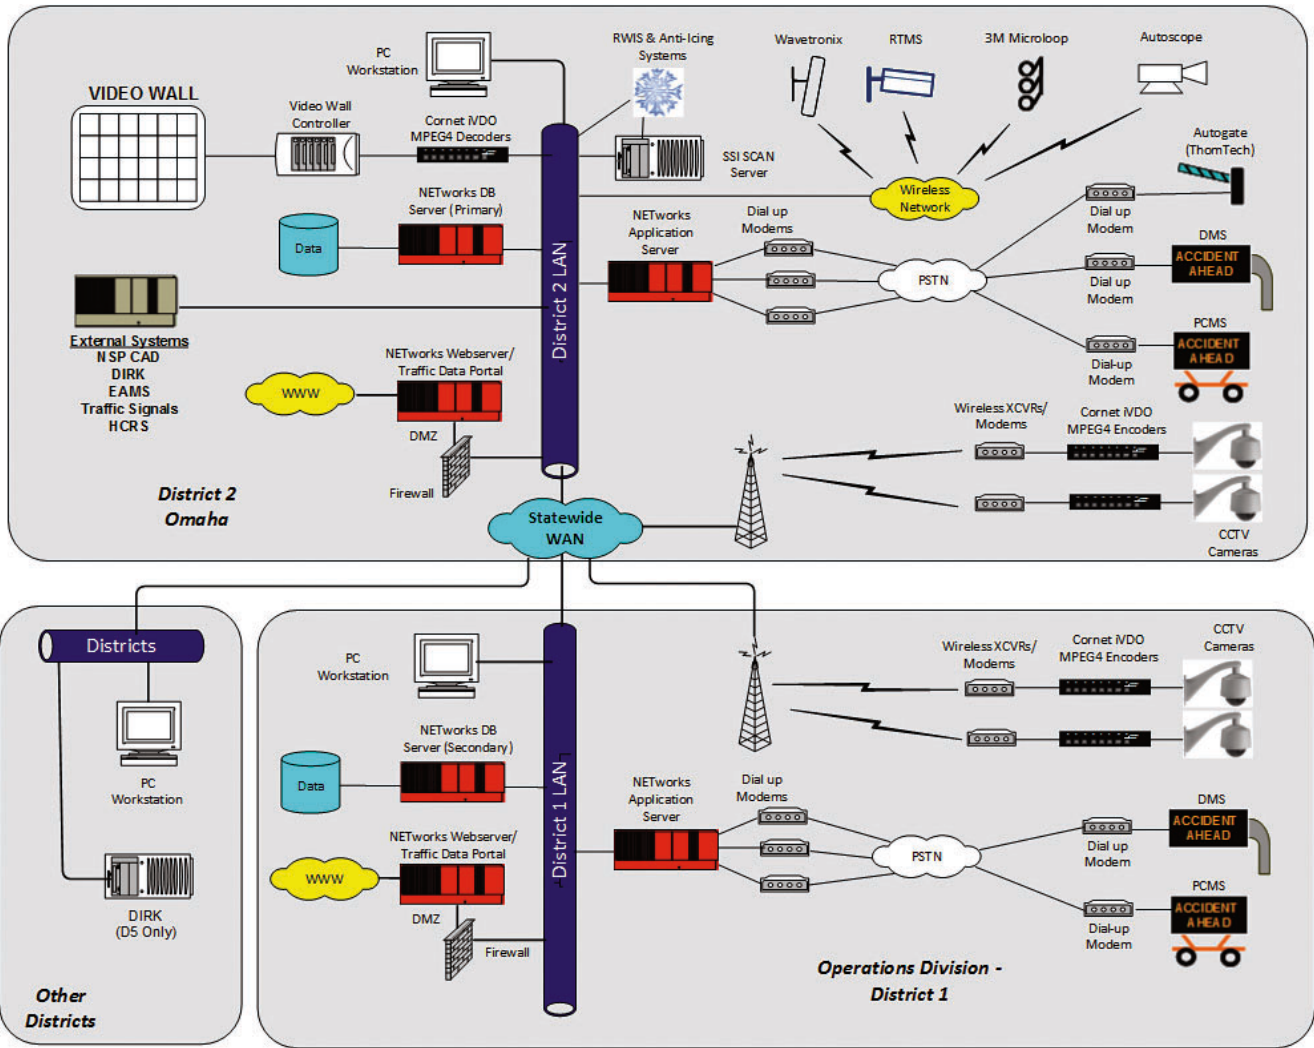 PC
Workstation
RWIS & Anti-Icing
Systems
Wavetronix
RTMS
3M Microloop
Autoscope
VIDEO WALL
Video Wall
Controller
Cornet iVDO
MPEG4 Decoders
SSI SCAN
Server
Autogate
(ThomTech)
Wireless
Network
NETworks DB
Server (Primary)
Data
NETworks
Application
Server
Dial up
Modems
PSTN
Dial up
Modem
DMS
ACCIDENT
AHEAD
Dial up
Modem
PCMS
ACCIDENT
AHEAD
Dial-up
Modem
District 2 LAN
External Systems
NSP CAD
DIRK
EAMS
Traffic Signals
HCRS
NETworks Webserver/
Traffic Data Portal
WWW
DMZ
Firewall
Wireless XCVRs/
Modems
Cornet iVDO
MPEG4 Encoders
CCTV
Cameras
District 2
Omaha
Statewide
WAN
Districts
PC
Workstation
DIRK
(D5 Only)
Other
Districts
PC
Workstation
NETworks DB
Server (Secondary)
Data
NETworks Webserver/
Traffic Data Portal
WWW
DMZ
Firewall
District 1 LAN
Wireless XCVRs/
Modems
Cornet iVDO
MPEG4 Encoders
CCTV
Cameras
NETworks
Application
Server
Dial up
Modems
PSTN
Dial up
Modem
DMS
ACCIDENT
AHEAD
PCMS
ACCIDENT
AHEAD
Dial-up
Modem
Operations Division -
District 1